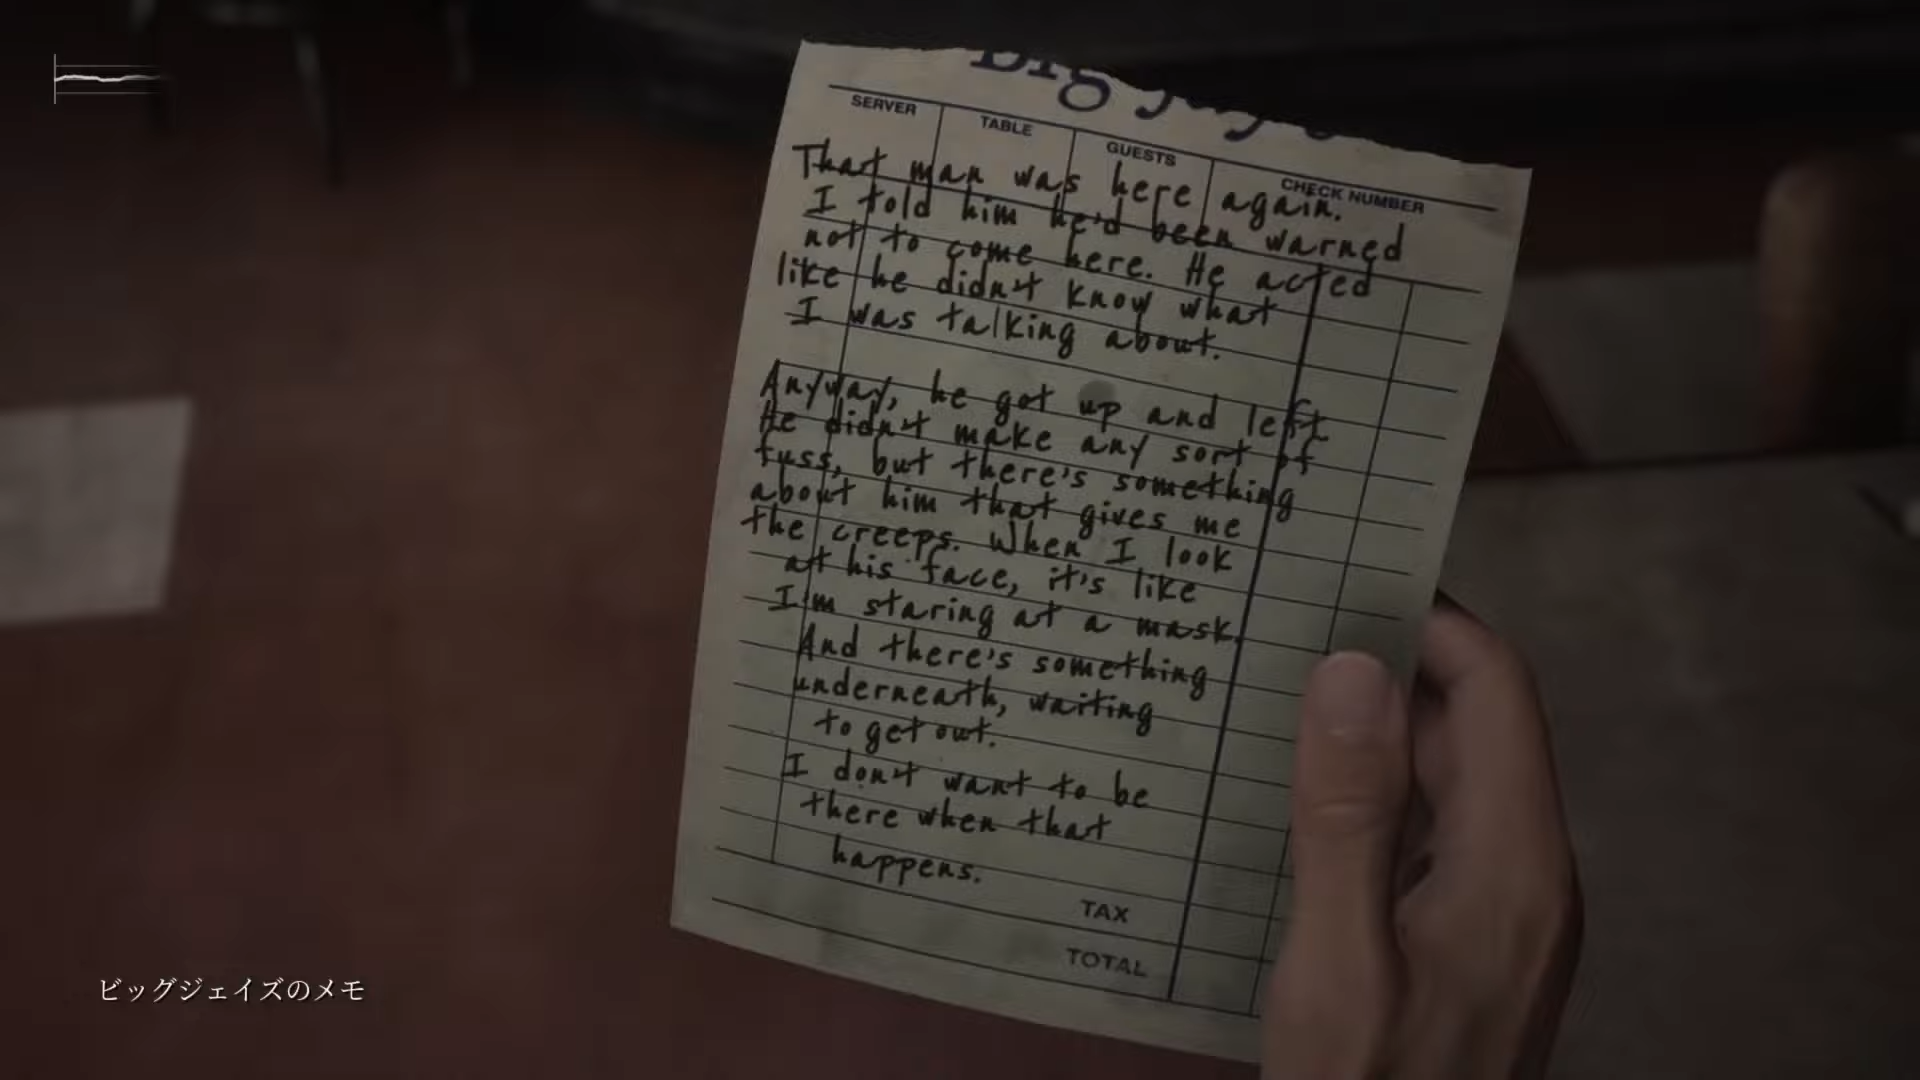 Big Jay's
SERVER TABLE GUESTS CHECK NUMBER
That man was here again.
I told him he'd been warned
not to come here. He acted
like he didn't know what
I was talking about.
Anyway, he got up and left
He didn't make any sort of
fuss, but there's something
about him that gives me
the creeps. When I look
at his face, it's like
I'm staring at a mask.
And there's something
underneath, waiting
to get out.
I don't want to be
there when that
happens.
TAX
TOTAL
ビッグジェイズのメモ